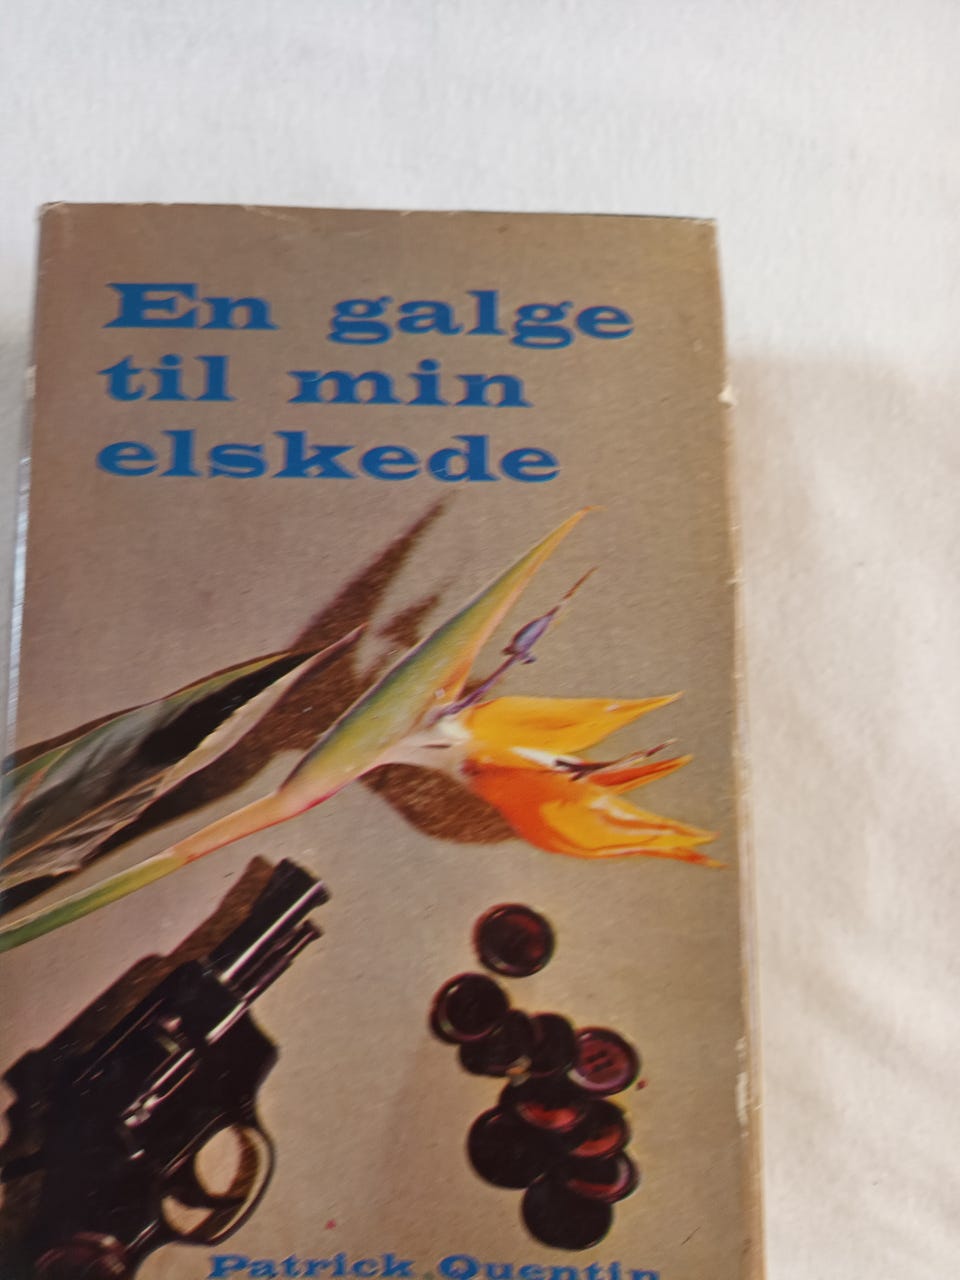 En galge
til min
elskede
Patrick Quentin